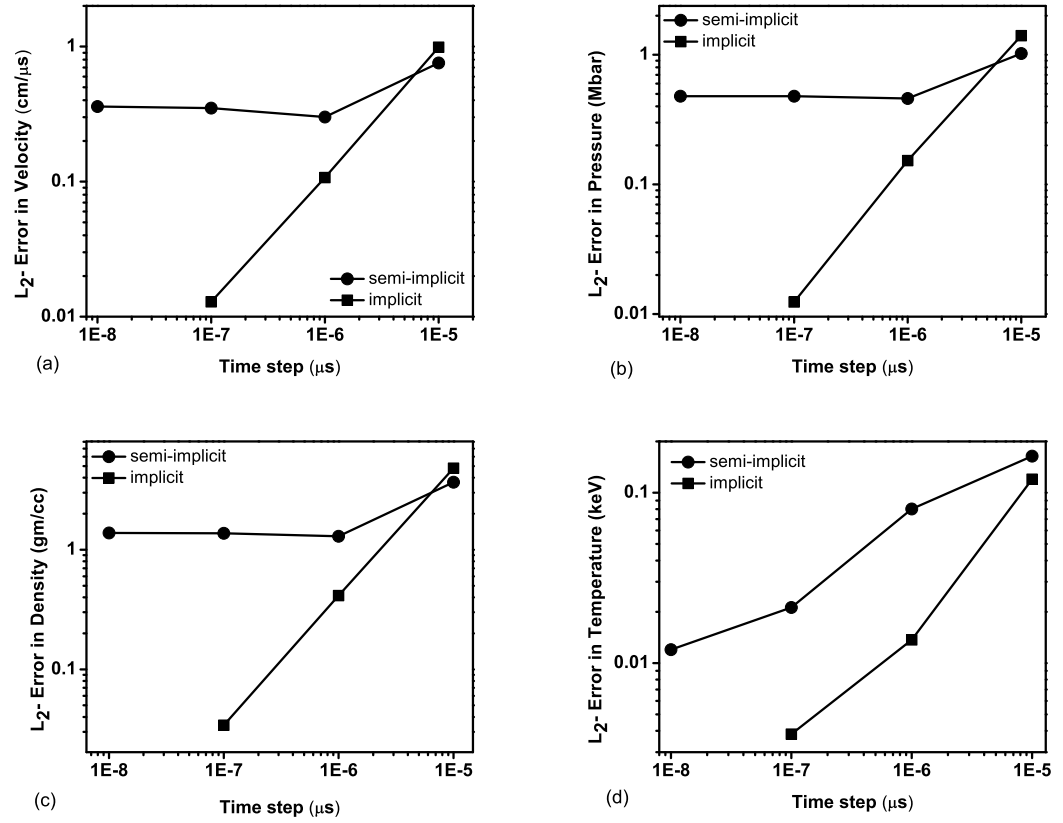 L2- Error in Velocity (cm/μs)
1
0.1
0.01
semi-implicit
implicit
1E-8 1E-7 1E-6 1E-5
Time step (μs)
(a)
L2- Error in Pressure (Mbar)
semi-implicit
implicit
1
0.1
0.01
1E-8 1E-7 1E-6 1E-5
Time step (μs)
(b)
L2- Error in Density (gm/cc)
semi-implicit
implicit
1
0.1
1E-8 1E-7 1E-6 1E-5
Time step (μs)
(c)
L2- Error in Temperature (keV)
semi-implicit
implicit
0.1
0.01
1E-8 1E-7 1E-6 1E-5
Time step (μs)
(d)